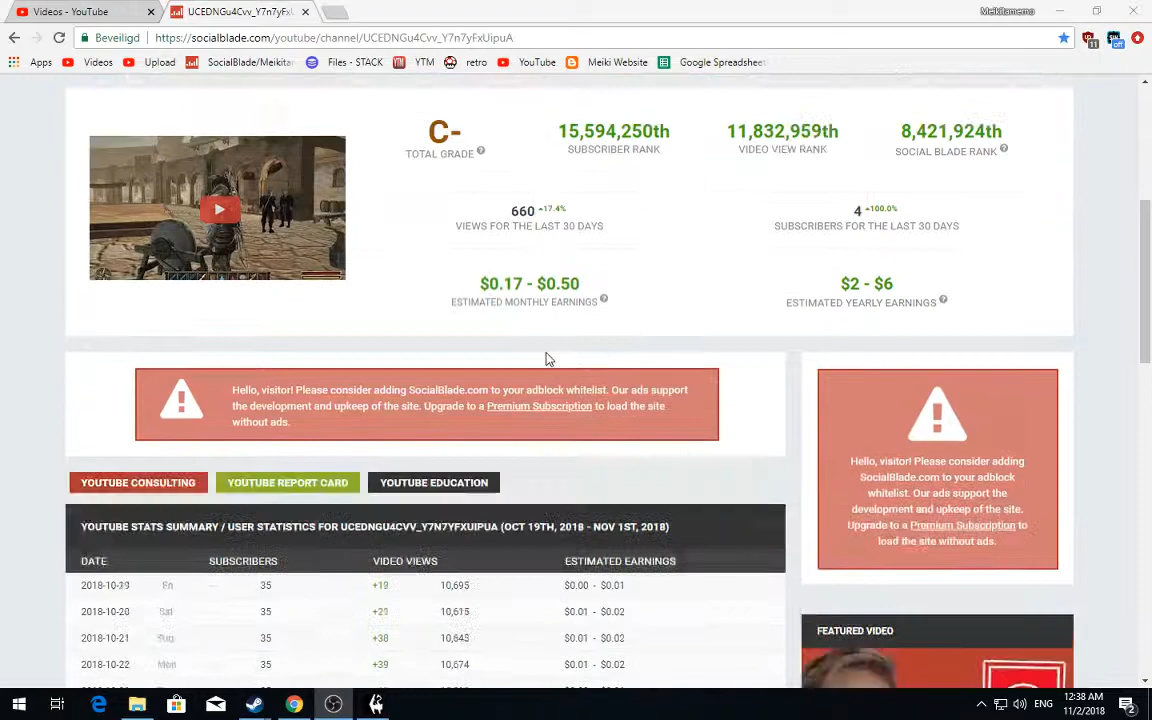 Videos - YouTube
UCEDNGu4Cvv_Y7n7yFxU
Meikitamemo
Beveiligd
https://socialblade.com/youtube/channel/UCEDNGu4Cvv_Y7n7yFxUipuA
11
off
Apps
Videos
Upload
SocialBlade/Meikita
Files - STACK
YTM
retro
YouTube
Meiki Website
Google Spreadsheet
C-
TOTAL GRADE
15,594,250th
SUBSCRIBER RANK
11,832,959th
VIDEO VIEW RANK
8,421,924th
SOCIAL BLADE RANK
660 +17.4%
VIEWS FOR THE LAST 30 DAYS
4 +100.0%
SUBSCRIBERS FOR THE LAST 30 DAYS
$0.17 - $0.50
ESTIMATED MONTHLY EARNINGS
$2 - $6
ESTIMATED YEARLY EARNINGS
Hello, visitor! Please consider adding SocialBlade.com to your adblock whitelist. Our ads support
the development and upkeep of the site. Upgrade to a Premium Subscription to load the site
without ads.
Hello, visitor! Please consider adding
SocialBlade.com to your adblock
whitelist. Our ads support the
development and upkeep of the site.
Upgrade to a Premium Subscription to
load the site without ads.
YOUTUBE CONSULTING
YOUTUBE REPORT CARD
YOUTUBE EDUCATION
YOUTUBE STATS SUMMARY / USER STATISTICS FOR UCEDNGU4CVV_Y7N7YFXUIPUA (OCT 19TH, 2018 - NOV 1ST, 2018)
DATE SUBSCRIBERS VIDEO VIEWS ESTIMATED EARNINGS
35 +19 10,695 $0.00 - $0.01
2018-10-20 Sat 35 10,615 $0.01 - $0.02
2018-10-21 35 +38 10,645 $0.01 - $0.02
2018-10-22 Mon 35 +39 10,674 $0.01 - $0.02
FEATURED VIDEO
ENG
12:38 AM
11/2/2018
2